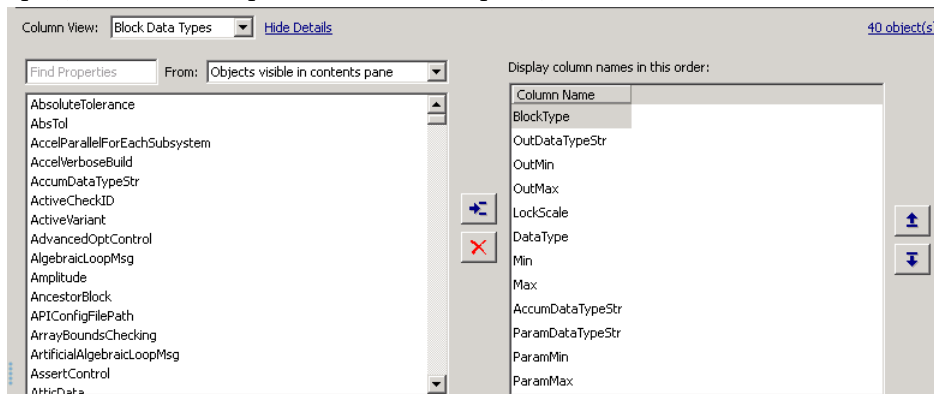 Column View: Block Data Types Hide Details 40 object(s)
Find Properties From: Objects visible in contents pane
AbsoluteTolerance
AbsTol
AccelParallelForEachSubsystem
AccelVerboseBuild
AccumDataTypeStr
ActiveCheckID
ActiveVariant
AdvancedOptControl
AlgebraicLoopMsg
Amplitude
AncestorBlock
APIConfigFilePath
ArrayBoundsChecking
ArtificialAlgebraicLoopMsg
AssertControl
AtticData
Display column names in this order:
Column Name
BlockType
OutDataTypeStr
OutMin
OutMax
LockScale
DataType
Min
Max
AccumDataTypeStr
ParamDataTypeStr
ParamMin
ParamMax